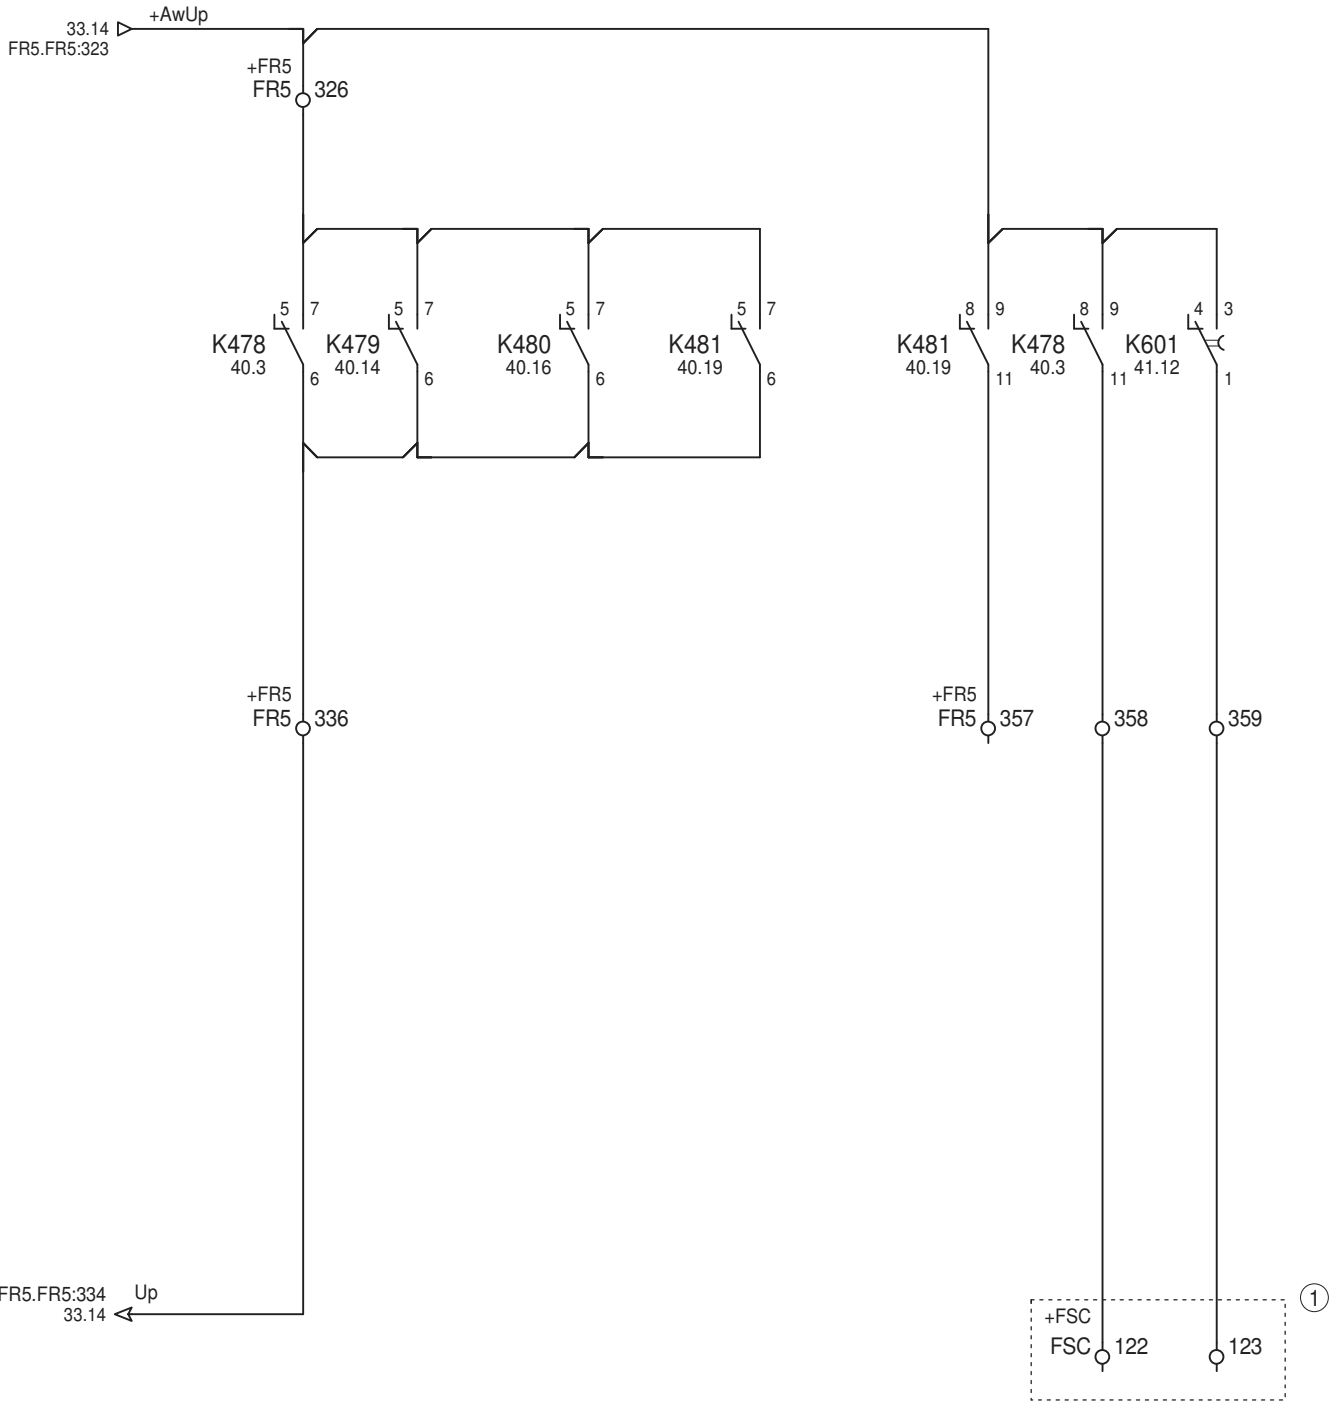 +AwUp
33.14
FR5.FR5:323
+FR5
FR5 326
5 7 5 7 5 7 5 7 8 9 8 9 4 3
K478 K479 K480 K481 K481 K478 K601
40.3 40.14 40.16 40.19 40.19 40.3 41.12
6 6 6 6 11 11 1
+FR5 +FR5
FR5 336 FR5 357 358 359
FR5.FR5:334 Up
33.14
1
+FSC
FSC 122 123